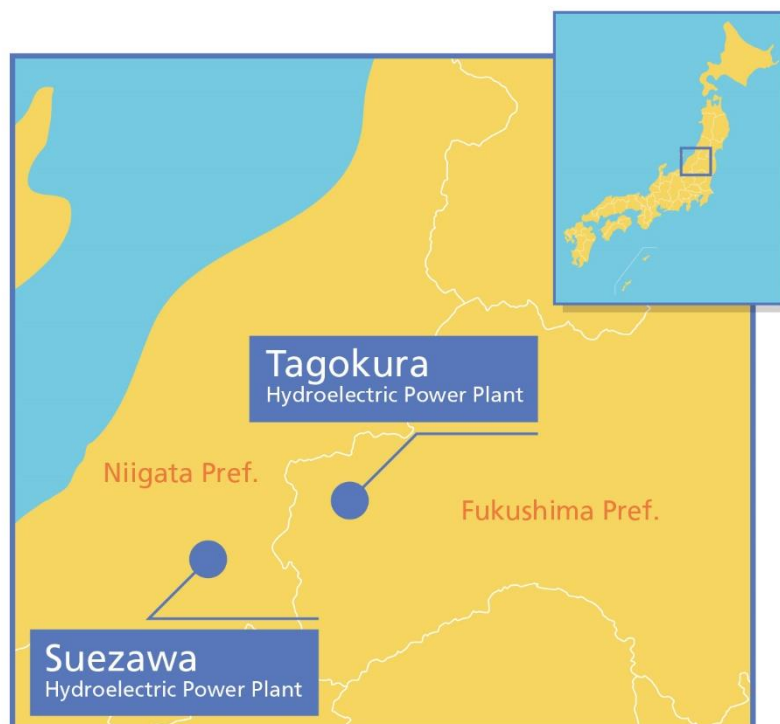 Tagokura
Hydroelectric Power Plant
Niigata Pref.
Fukushima Pref.
Suezawa
Hydroelectric Power Plant